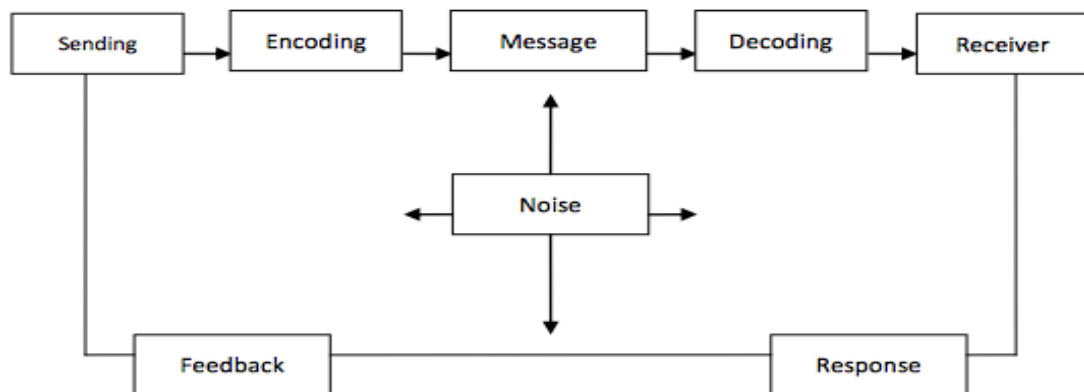 Sending
Encoding
Message
Decoding
Receiver
Noise
Feedback
Response